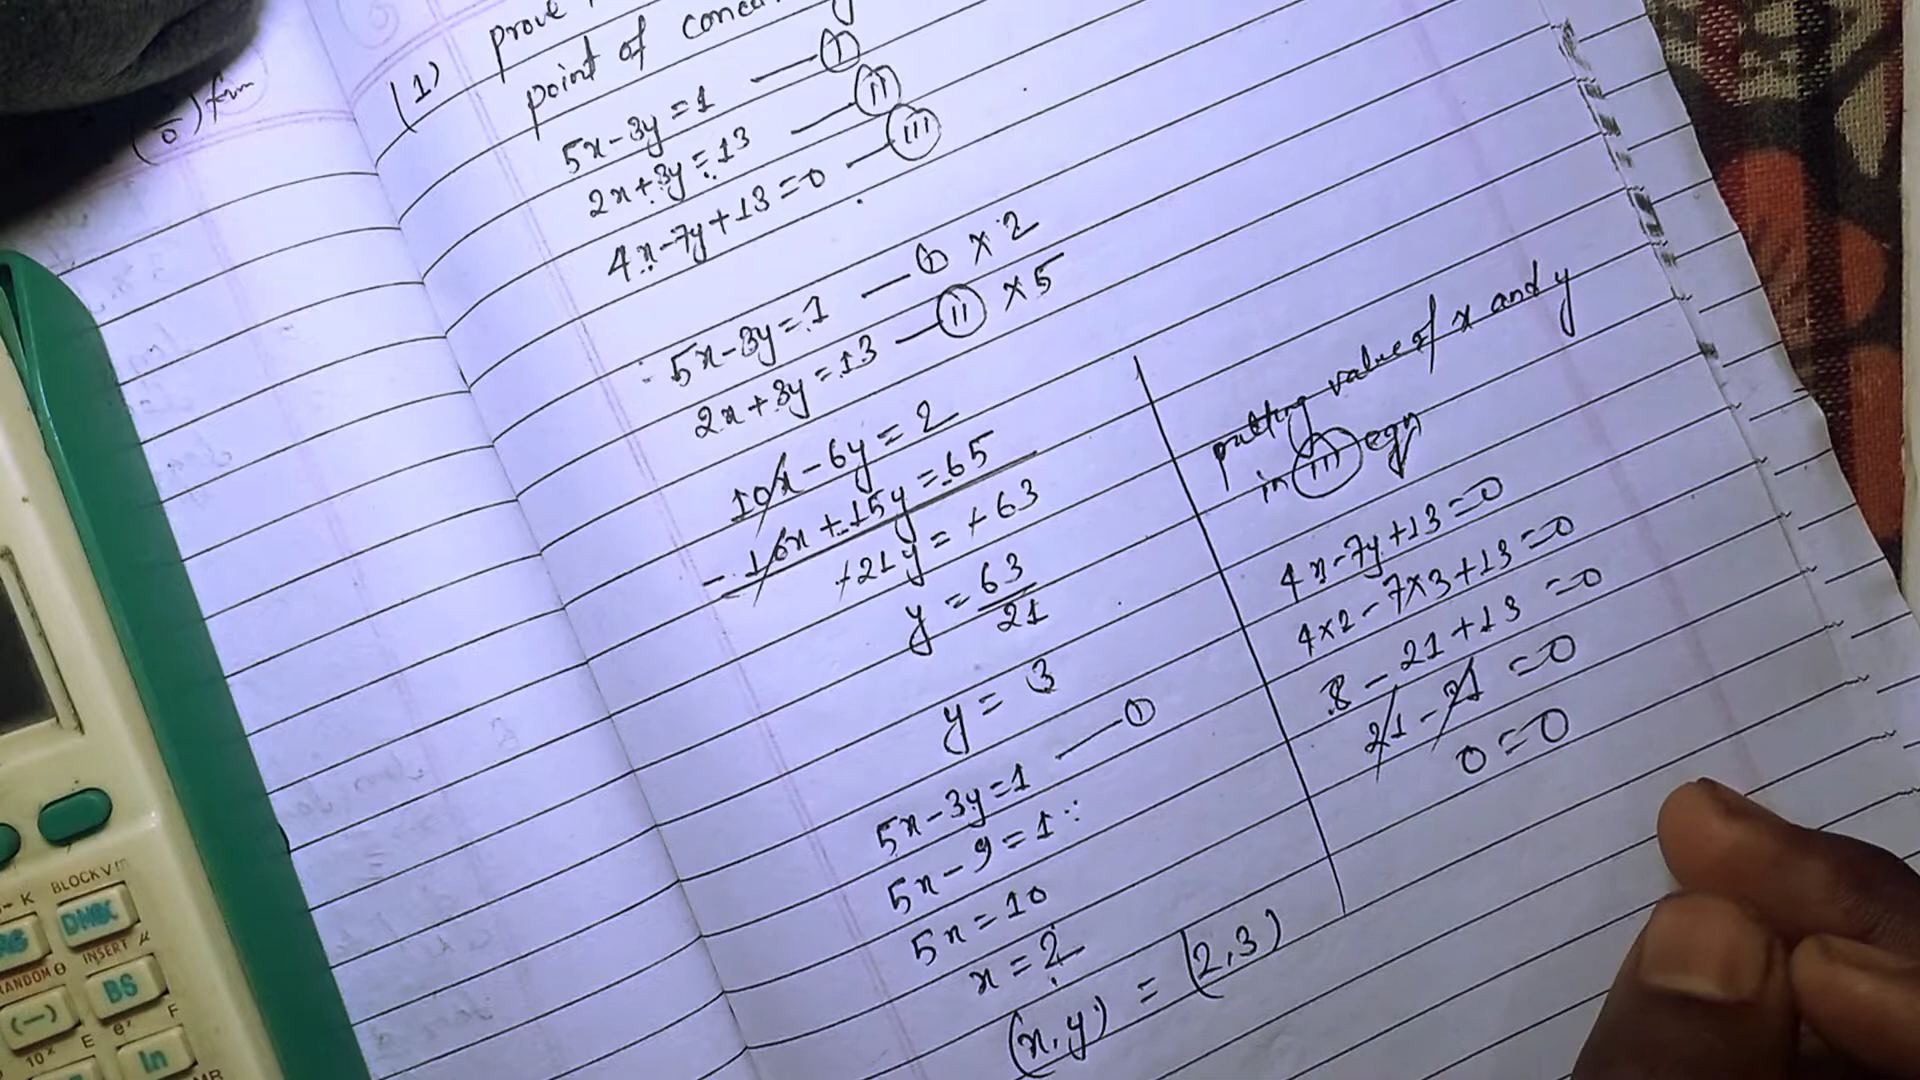 (1) prove
point of
5x-3y=1 — (I)
2x+3y=13 — (II)
4x-7y+13=0 — (III)
5x-3y=1 — (I) ×2
2x+3y=13 — (II) ×5
10x-6y=2
-10x+15y=65
+21y=+63
y=63/21
y=3
5x-3y=1 — (I)
5x-9=1
5x=10
x=2
(x,y)=(2,3)
putting value of x and y
in (III) eqn
4x-7y+13=0
4×2-7×3+13=0
8-21+13=0
21-21=0
0=0
form
BLOCK
INSERT
RANDOM
BS
(-)
10ˣ
E
F
ln